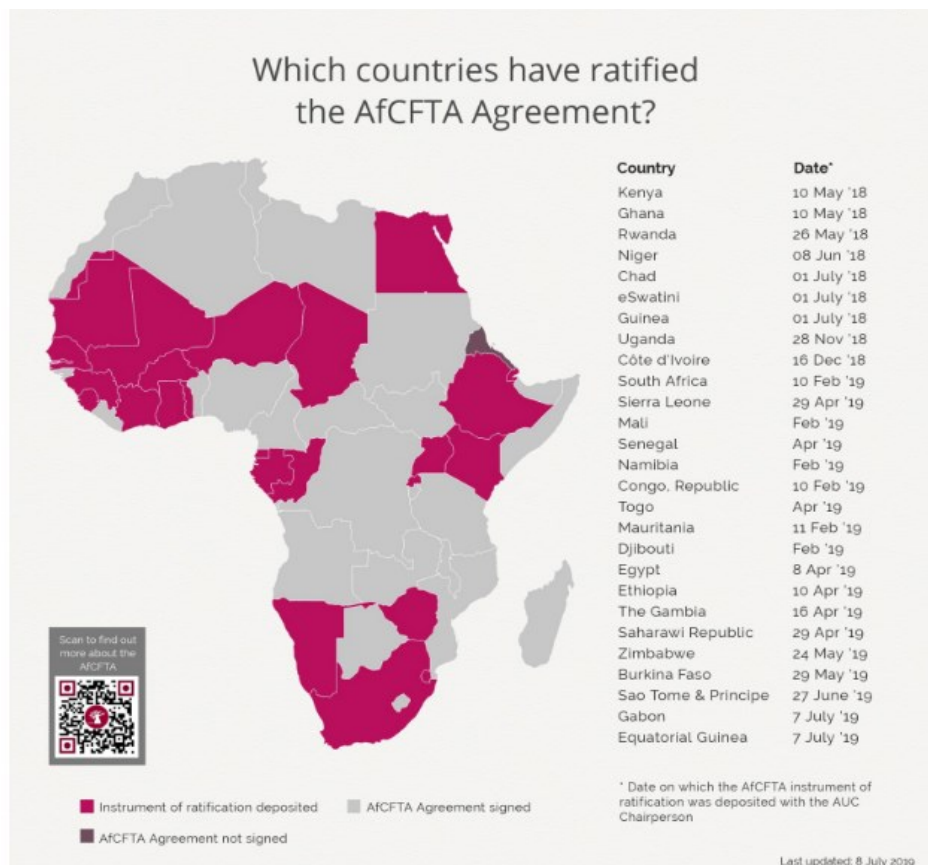 Which countries have ratified
the AfCFTA Agreement?
Country Date*
Kenya 10 May '18
Ghana 10 May '18
Rwanda 26 May '18
Niger 08 Jun '18
Chad 01 July '18
eSwatini 01 July '18
Guinea 01 July '18
Uganda 28 Nov '18
Côte d'Ivoire 16 Dec '18
South Africa 10 Feb '19
Sierra Leone 29 Apr '19
Mali Feb '19
Senegal Apr '19
Namibia Feb '19
Congo, Republic 10 Feb '19
Togo Apr '19
Mauritania 11 Feb '19
Djibouti Feb '19
Egypt 8 Apr '19
Ethiopia 10 Apr '19
The Gambia 16 Apr '19
Saharawi Republic 29 Apr '19
Zimbabwe 24 May '19
Burkina Faso 29 May '19
Sao Tome & Principe 27 June '19
Gabon 7 July '19
Equatorial Guinea 7 July '19
Scan to find out
more about the
AfCFTA
Instrument of ratification deposited
AfCFTA Agreement signed
AfCFTA Agreement not signed
* Date on which the AfCFTA instrument of
ratification was deposited with the AUC
Chairperson
Last updated: 8 July 2019